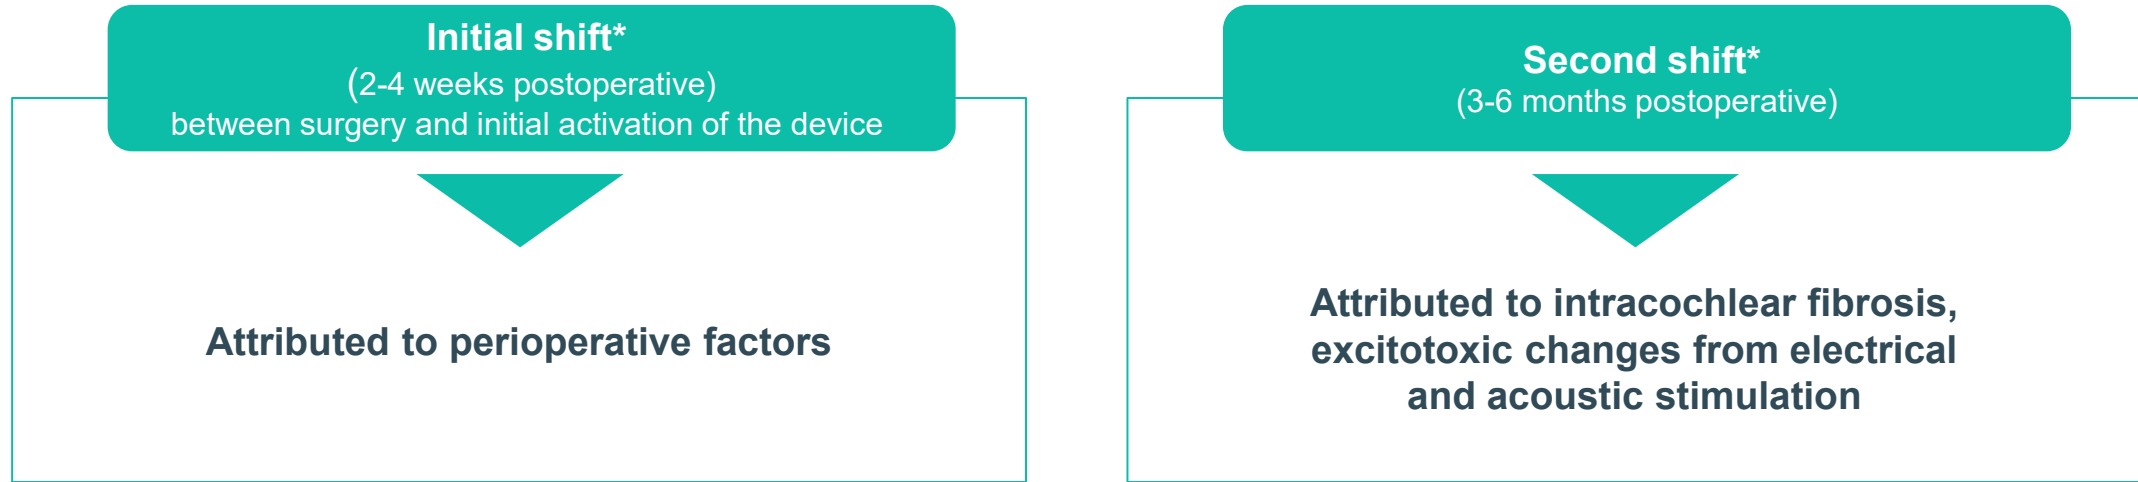 Initial shift*
(2-4 weeks postoperative)
between surgery and initial activation of the device
Attributed to perioperative factors
Second shift*
(3-6 months postoperative)
Attributed to intracochlear fibrosis,
excitotoxic changes from electrical
and acoustic stimulation